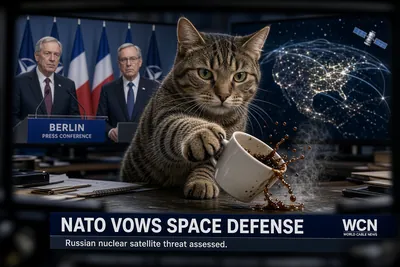 BERLIN
PRESS CONFERENCE
NATO VOWS SPACE DEFENSE
Russian nuclear satellite threat assessed.
WCN
WORLD CABLE NEWS